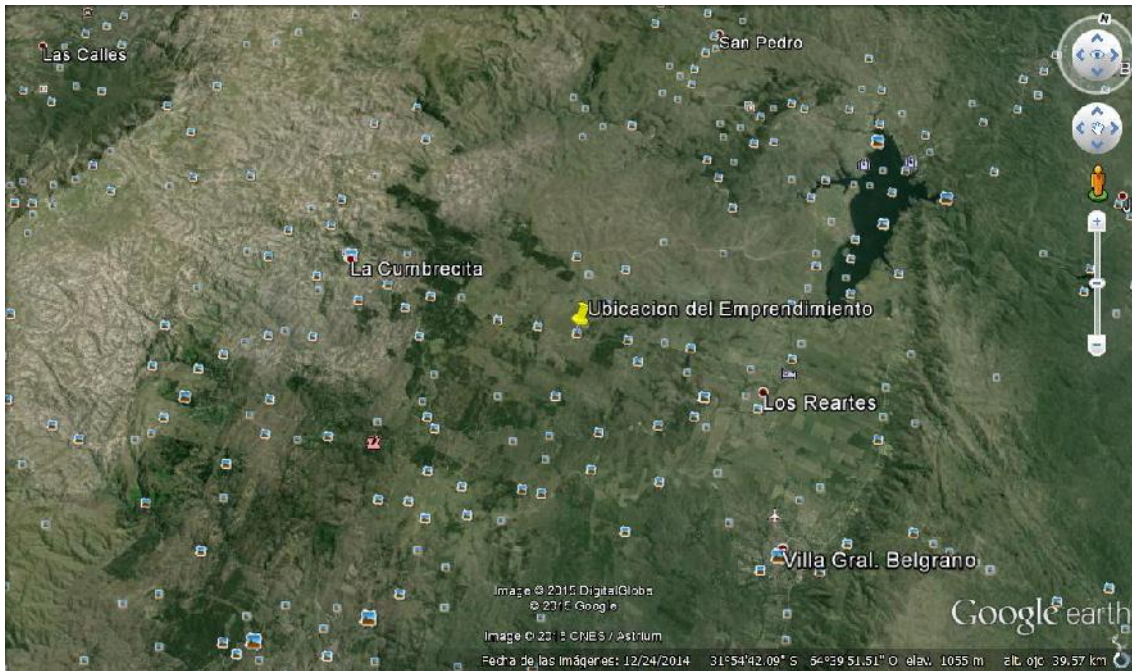 N
Las Calles
San Pedro
B
La Cumbrecita
Ubicacion del Emprendimiento
Los Reartes
Villa Gral. Belgrano
Image © 2015 DigitalGlobe
© 2015 Google
Image © 2015 CNES / Astrium
Google earth
Fecha de las imágenes: 12/24/2014 31°54'42.09" S 64°39'51.51" O elev. 1055 m alt. ojo 39.57 km